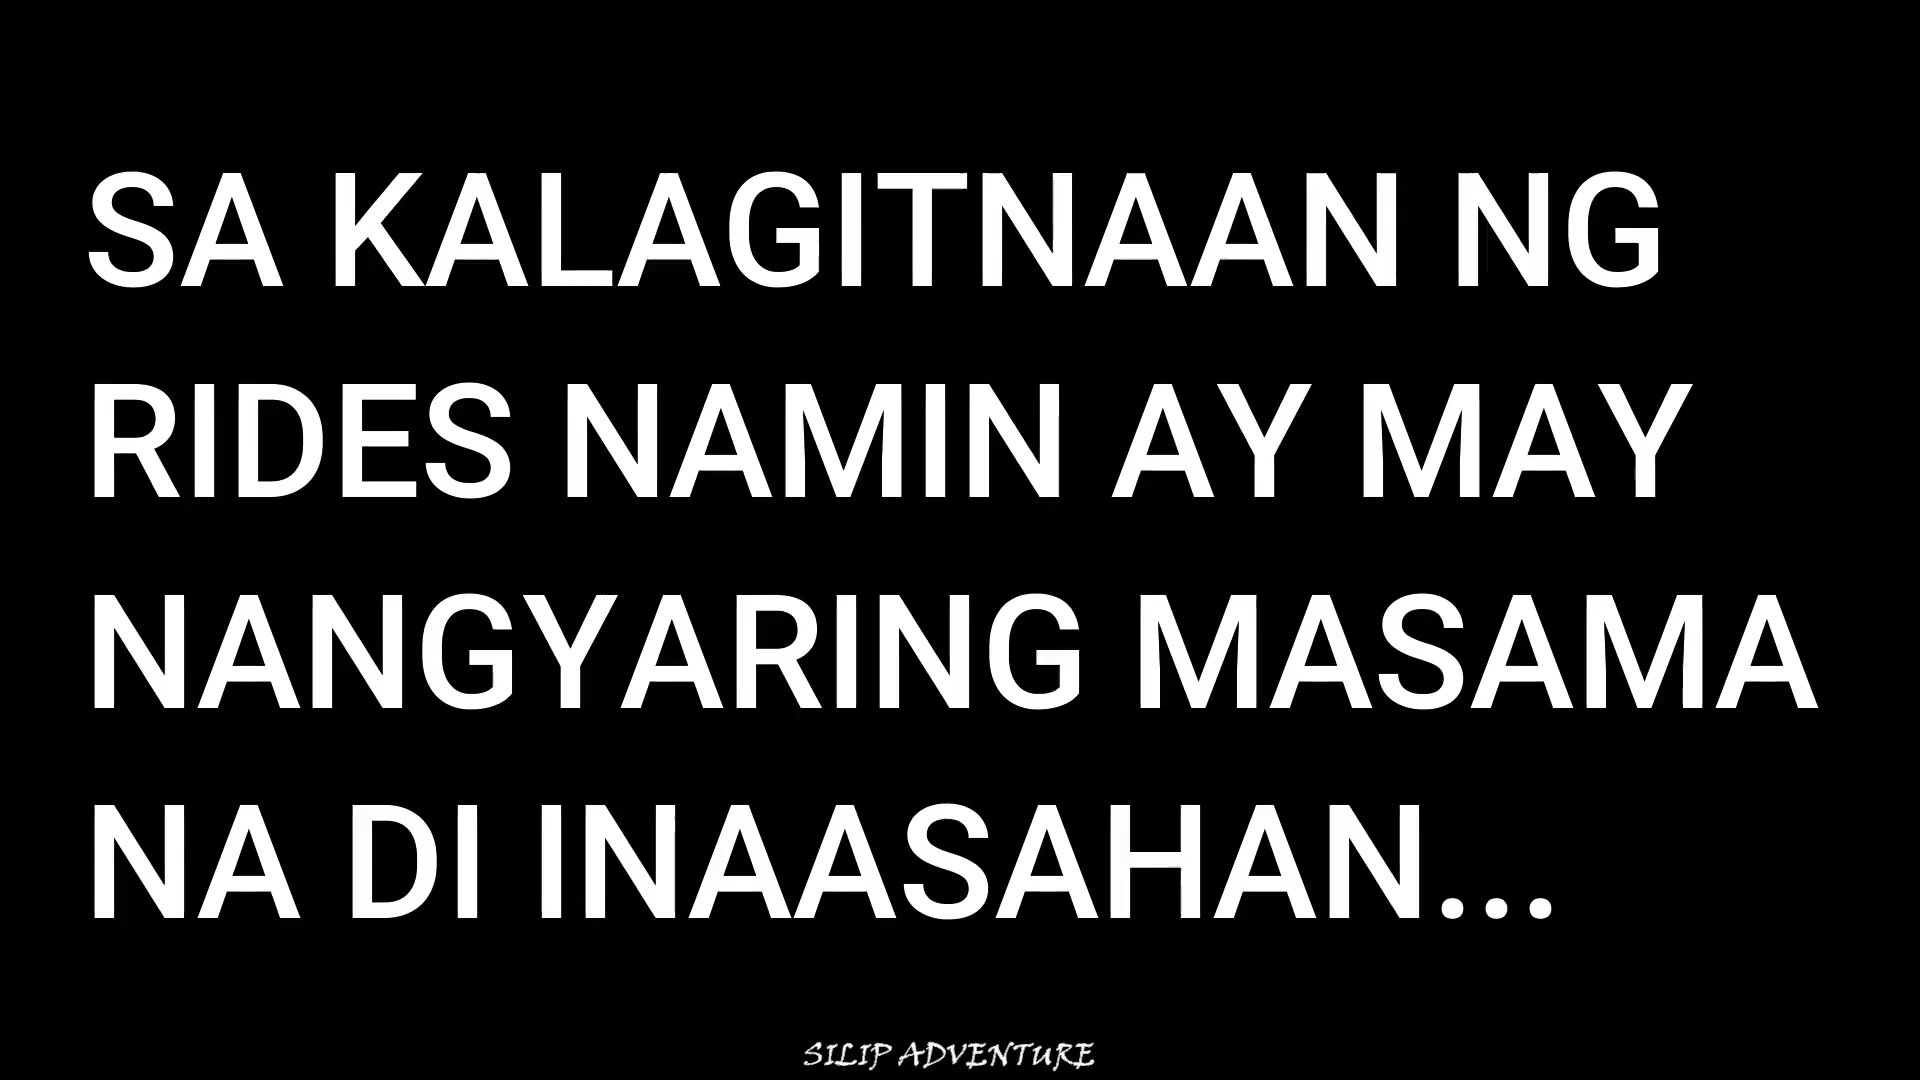 SA KALAGITNAAN NG
RIDES NAMIN AY MAY
NANGYARING MASAMA
NA DI INAASAHAN...
SILIP ADVENTURE